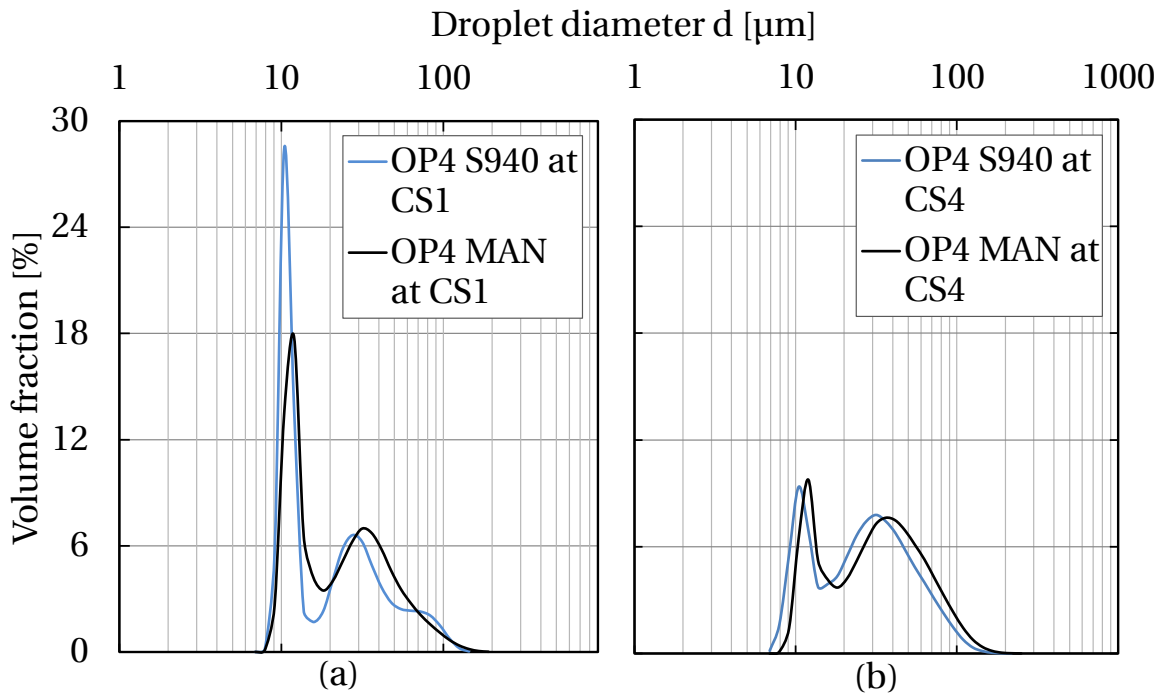 Droplet diameter d [µm]
1 10 100 1 10 100 1000
30
24
18
12
6
0
Volume fraction [%]
OP4 S940 at
CS1
OP4 MAN
at CS1
OP4 S940 at
CS4
OP4 MAN at
CS4
(a)
(b)